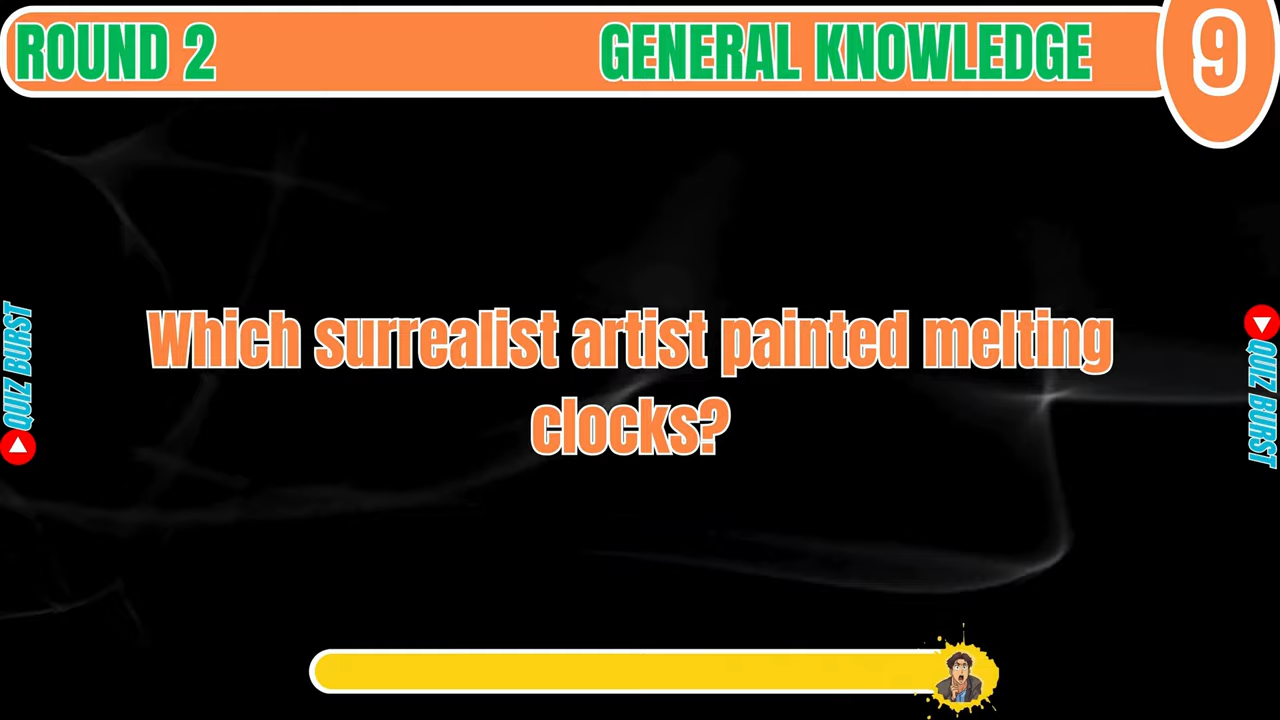 ROUND 2
GENERAL KNOWLEDGE
9
Which surrealist artist painted melting
clocks?
QUIZ BURST
QUIZ BURST